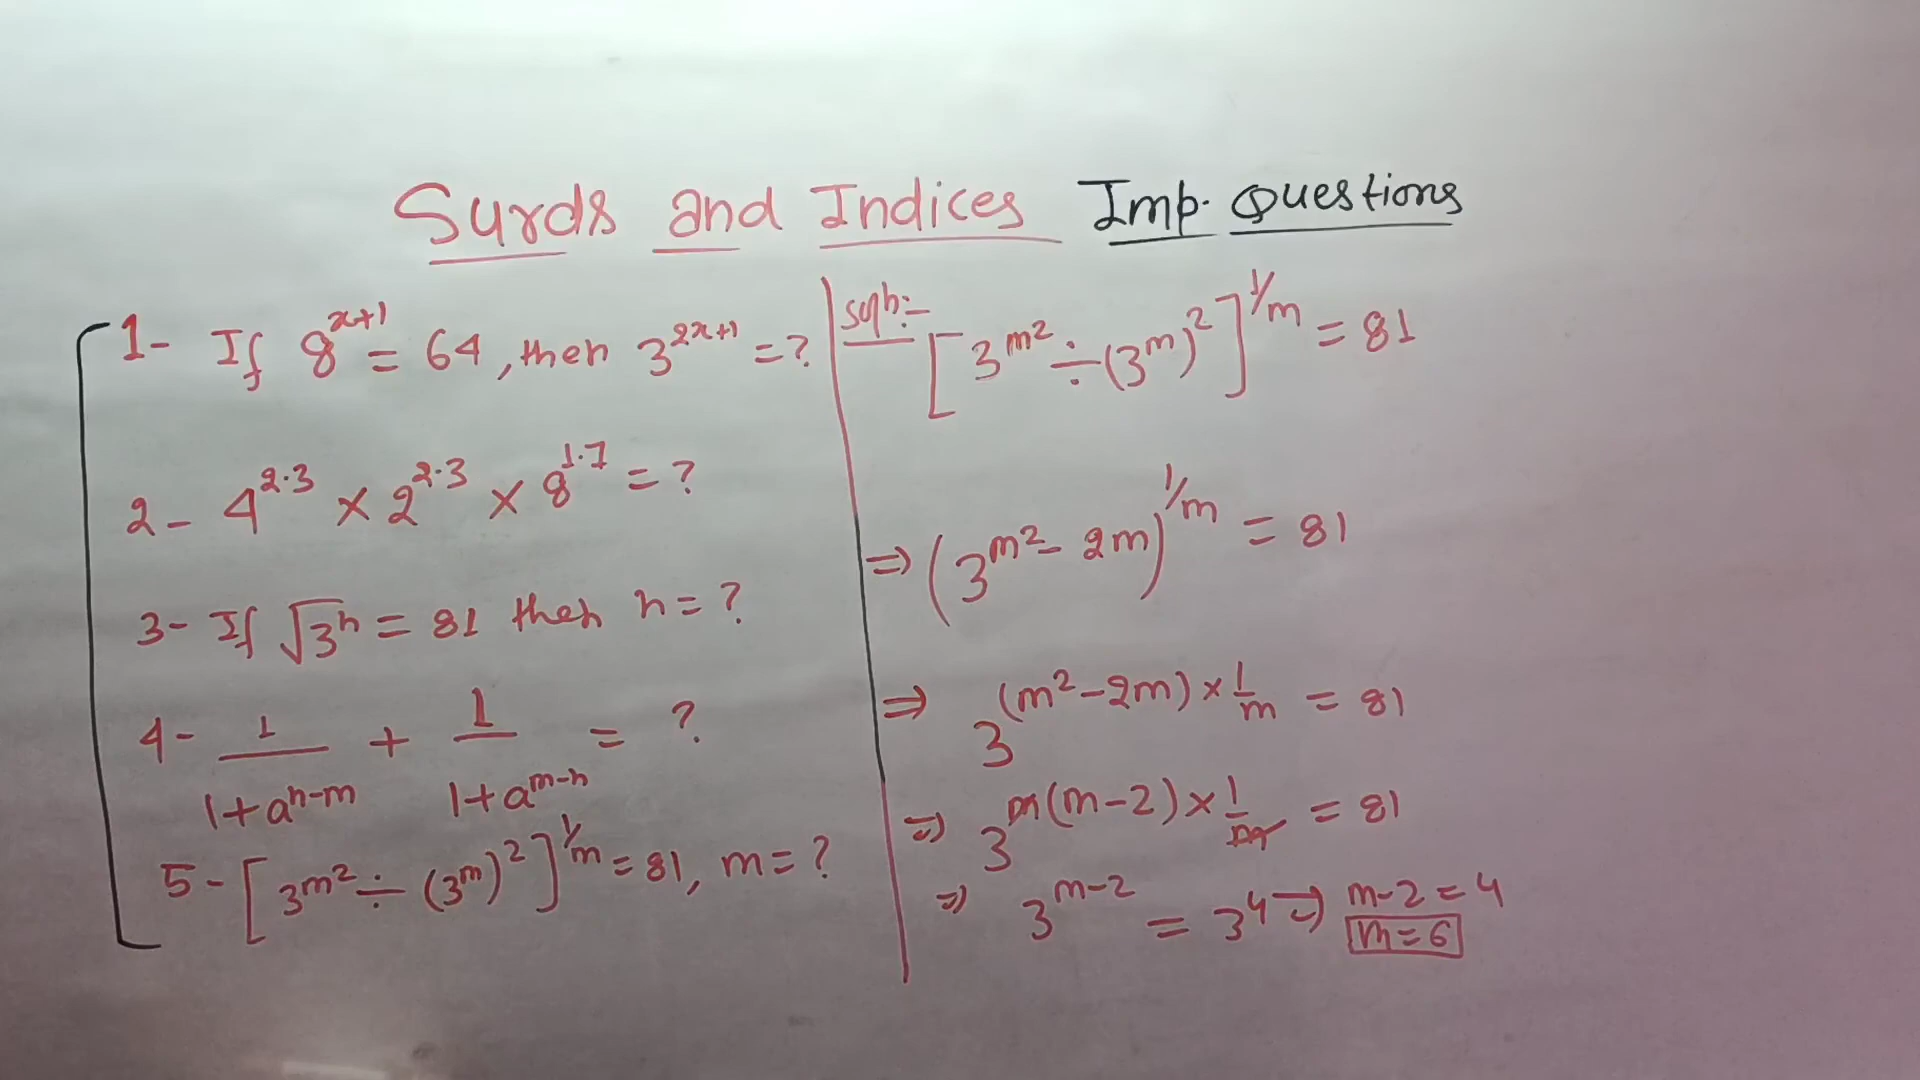 Surds and Indices Imp. Questions
1- If 8^(x+1) = 64, then 3^(2x+1) = ?
2- 4^2.3 × 2^2.3 × 8^1.7 = ?
3- If √3^n = 81 then n = ?
4- 1/(1+a^(n-m)) + 1/(1+a^(m-n)) = ?
5- [3^m² ÷ (3^m)²]^1/m = 81, m = ?
Sol^n:- [3^m² ÷ (3^m)²]^1/m = 81
⇒ (3^(m² - 2m))^1/m = 81
⇒ 3^((m² - 2m) × 1/m) = 81
⇒ 3^(m(m-2) × 1/m) = 81
⇒ 3^(m-2) = 3^4 ⇒ m-2 = 4
m = 6